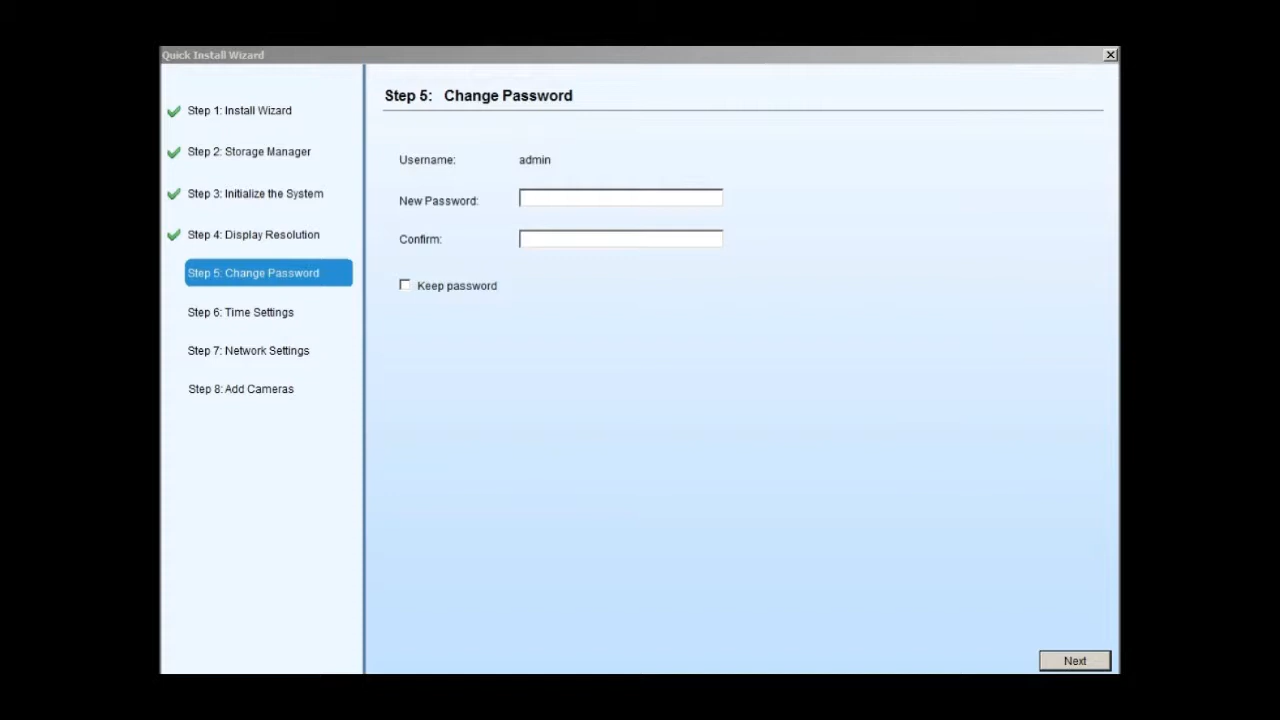 Quick Install Wizard
Step 1: Install Wizard
Step 2: Storage Manager
Step 3: Initialize the System
Step 4: Display Resolution
Step 5: Change Password
Step 6: Time Settings
Step 7: Network Settings
Step 8: Add Cameras
Step 5: Change Password
Username: admin
New Password:
Confirm:
Keep password
Next